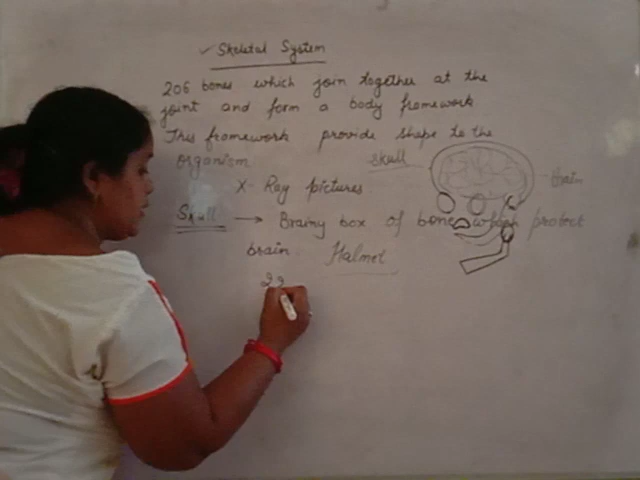 Skeletal System
206 bones which join together at the
joint and form a body framework
This framework provide shape to the
organism
skull
Brain
X-Ray pictures
Skull → Brainy box of bone which protect
brain. Halmet
22